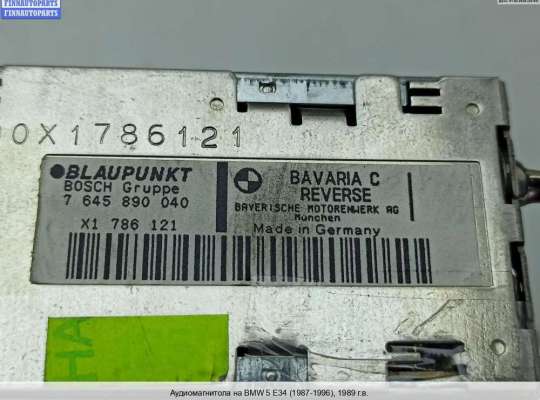 FINNAUTOPARTS
FINNAUTOPARTS
0X1786121
BLAUPUNKT
BOSCH Gruppe
7 645 890 040
X1 786 121
BAVARIA C
REVERSE
BAYERISCHE MOTORENWERK AG
München
Made in Germany
HA
Аудиомагнитола на BMW 5 E34 (1987-1996), 1989 г.в.